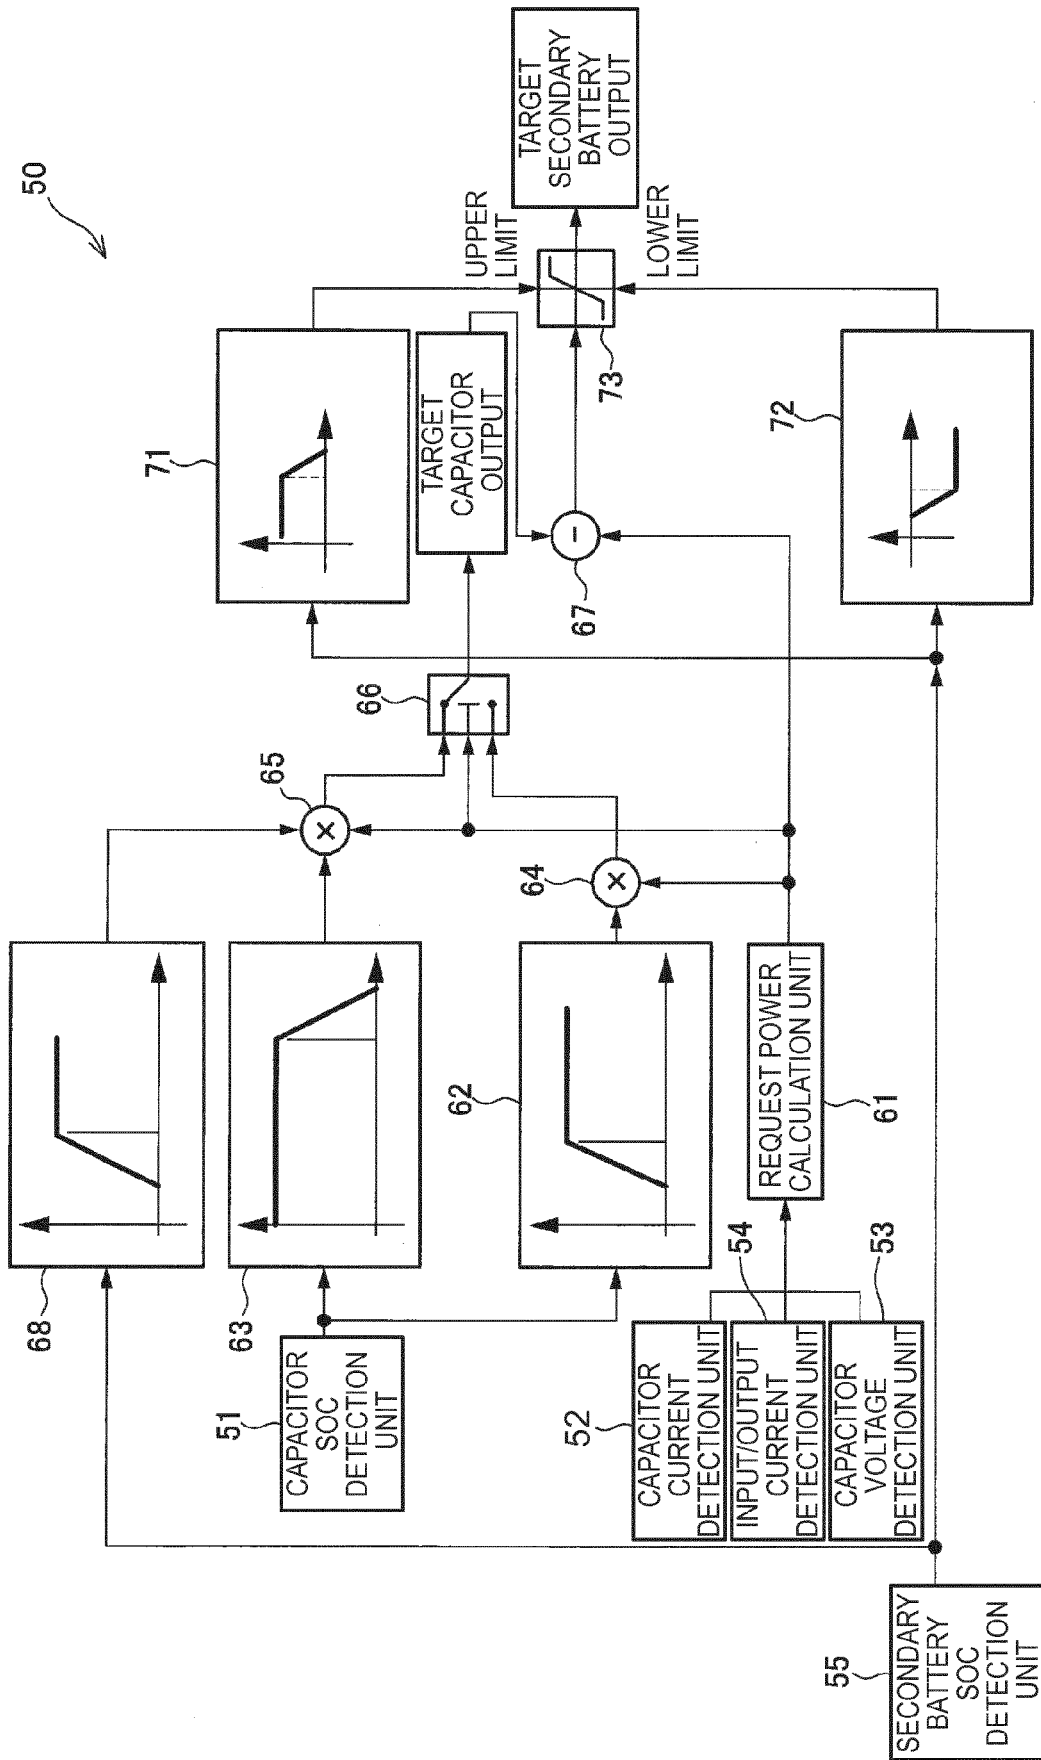 50
68
63
65
51
CAPACITOR
SOC
DETECTION
UNIT
66
71
TARGET
CAPACITOR
OUTPUT
UPPER
LIMIT
TARGET
SECONDARY
BATTERY
OUTPUT
LOWER
LIMIT
73
67
−
×
×
64
62
52
CAPACITOR
CURRENT
DETECTION UNIT
54
INPUT/OUTPUT
CURRENT
DETECTION UNIT
53
CAPACITOR
VOLTAGE
DETECTION UNIT
REQUEST POWER
CALCULATION UNIT
61
72
55
SECONDARY
BATTERY
SOC
DETECTION
UNIT